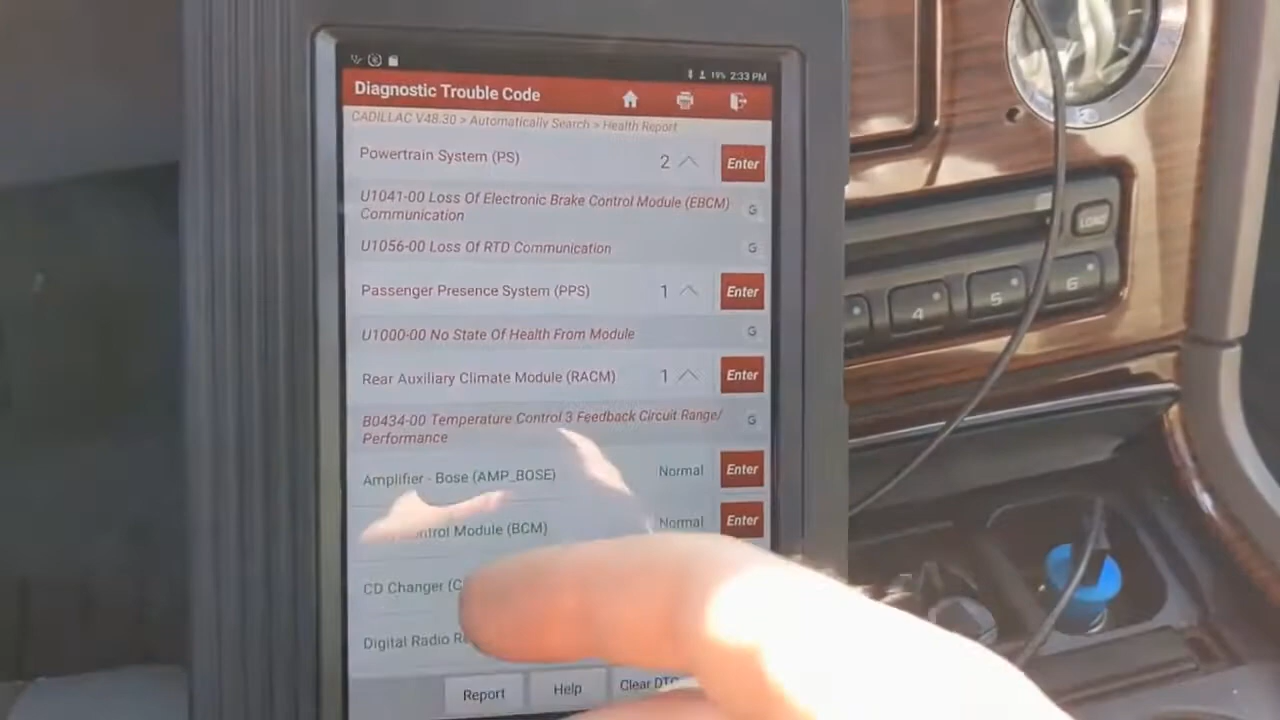 19% 2:33 PM
Diagnostic Trouble Code
CADILLAC V48.30 > Automatically Search > Health Report
Powertrain System (PS) 2 Enter
U1041-00 Loss Of Electronic Brake Control Module (EBCM)
Communication G
U1056-00 Loss Of RTD Communication G
Passenger Presence System (PPS) 1 Enter
U1000-00 No State Of Health From Module G
Rear Auxiliary Climate Module (RACM) 1 Enter
B0434-00 Temperature Control 3 Feedback Circuit Range/
Performance G
Amplifier - Bose (AMP_BOSE) Normal Enter
Module (BCM) Normal Enter
CD Changer (C
Digital Radio
Report Help Clear DTC
LOAD
4 5 6